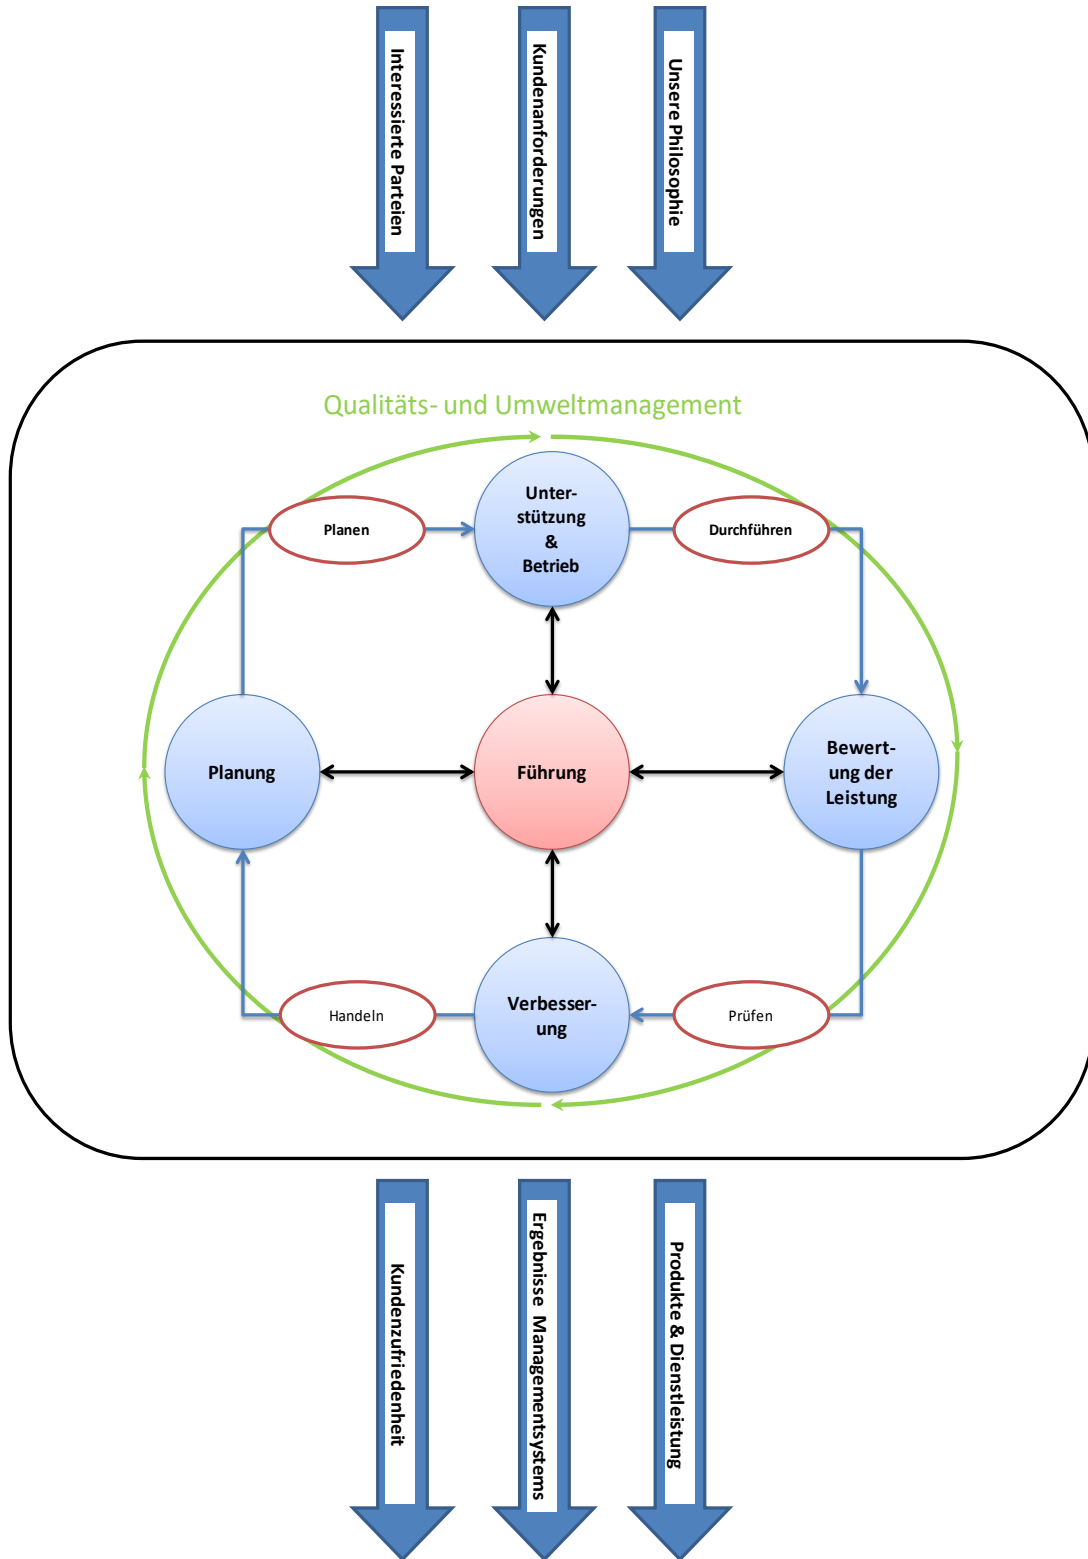 Interessierte Parteien
Kundenanforderungen
Unsere Philosophie
Qualitäts- und Umweltmanagement
Planen
Unter-
stützung
&
Betrieb
Durchführen
Planung
Führung
Bewert-
ung der
Leistung
Handeln
Verbesser-
ung
Prüfen
Kundenzufriedenheit
Ergebnisse Managementsystems
Produkte & Dienstleistung